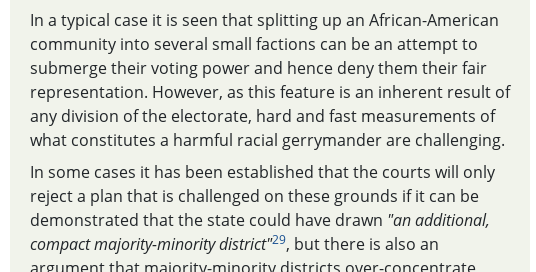 In a typical case it is seen that splitting up an African-American
community into several small factions can be an attempt to
submerge their voting power and hence deny them their fair
representation. However, as this feature is an inherent result of
any division of the electorate, hard and fast measurements of
what constitutes a harmful racial gerrymander are challenging.
In some cases it has been established that the courts will only
reject a plan that is challenged on these grounds if it can be
demonstrated that the state could have drawn "an additional,
compact majority-minority district"29, but there is also an
argument that majority-minority districts over-concentrate